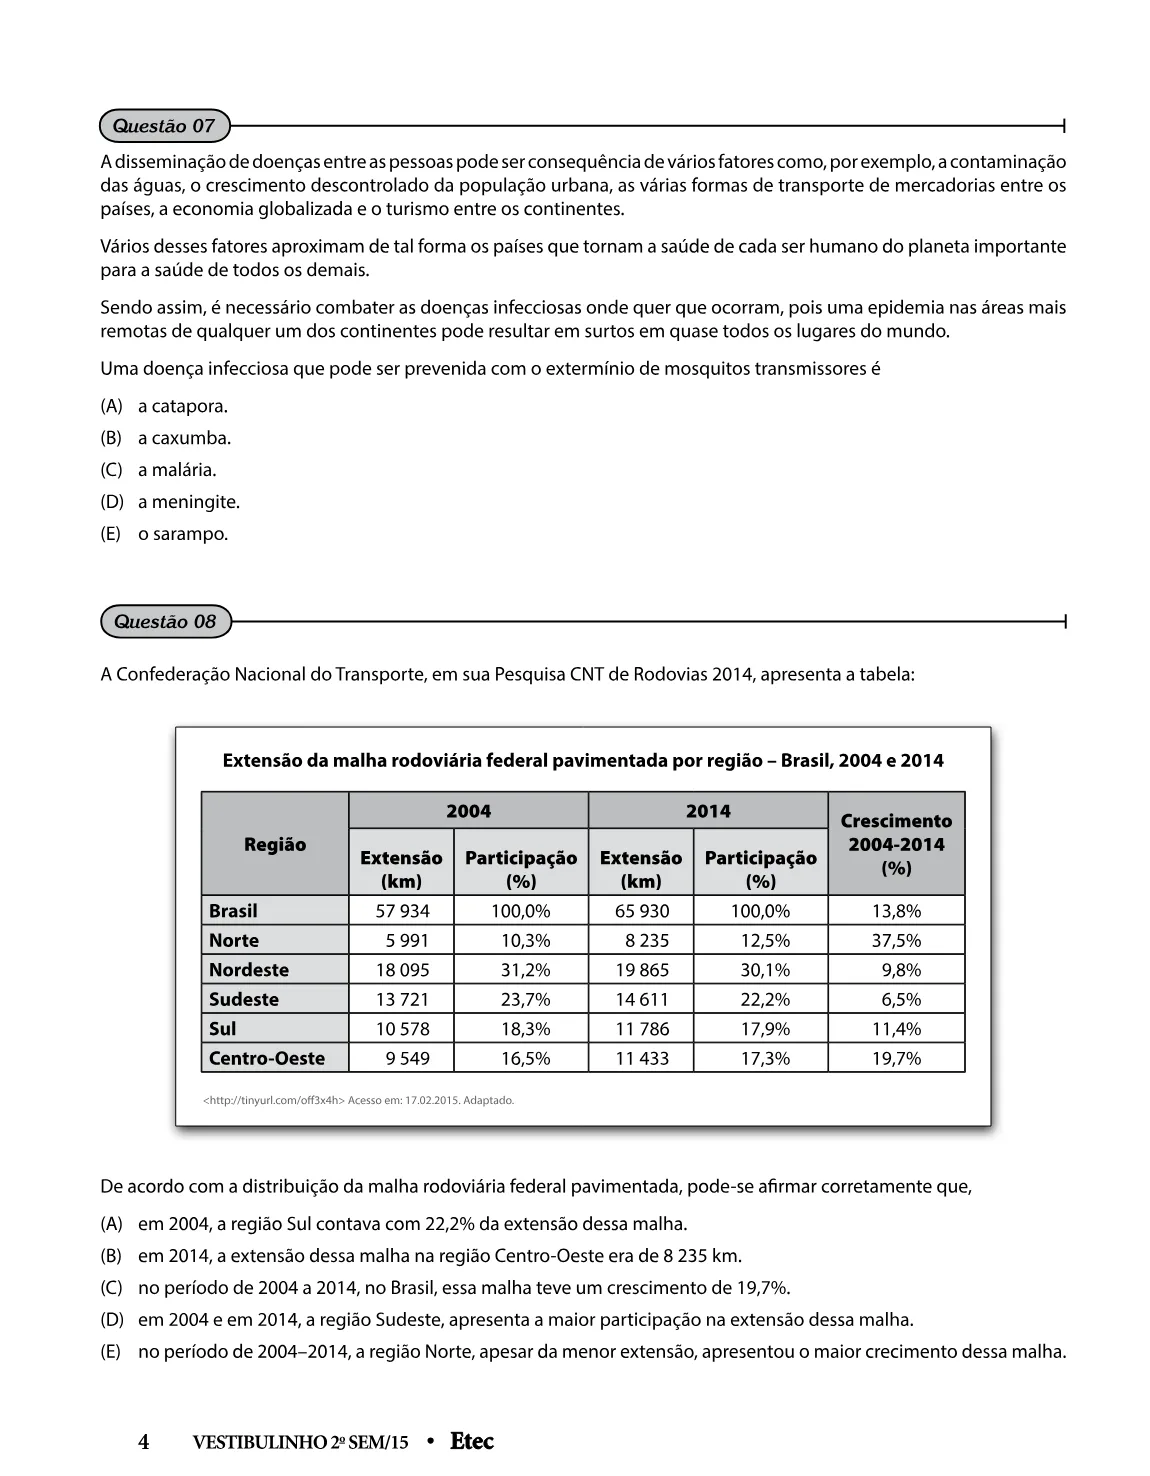 Questão 07
A disseminação de doenças entre as pessoas pode ser consequência de vários fatores como, por exemplo, a contaminação
das águas, o crescimento descontrolado da população urbana, as várias formas de transporte de mercadorias entre os
países, a economia globalizada e o turismo entre os continentes.
Vários desses fatores aproximam de tal forma os países que tornam a saúde de cada ser humano do planeta importante
para a saúde de todos os demais.
Sendo assim, é necessário combater as doenças infecciosas onde quer que ocorram, pois uma epidemia nas áreas mais
remotas de qualquer um dos continentes pode resultar em surtos em quase todos os lugares do mundo.
Uma doença infecciosa que pode ser prevenida com o extermínio de mosquitos transmissores é
(A) a catapora.
(B) a caxumba.
(C) a malária.
(D) a meningite.
(E) o sarampo.
Questão 08
A Confederação Nacional do Transporte, em sua Pesquisa CNT de Rodovias 2014, apresenta a tabela:
Extensão da malha rodoviária federal pavimentada por região – Brasil, 2004 e 2014
Região 2004 2014 Crescimento 2004-2014 (%)
Extensão (km) Participação (%) Extensão (km) Participação (%)
Brasil 57 934 100,0% 65 930 100,0% 13,8%
Norte 5 991 10,3% 8 235 12,5% 37,5%
Nordeste 18 095 31,2% 19 865 30,1% 9,8%
Sudeste 13 721 23,7% 14 611 22,2% 6,5%
Sul 10 578 18,3% 11 786 17,9% 11,4%
Centro-Oeste 9 549 16,5% 11 433 17,3% 19,7%
<http://tinyurl.com/off3x4h> Acesso em: 17.02.2015. Adaptado.
De acordo com a distribuição da malha rodoviária federal pavimentada, pode-se afirmar corretamente que,
(A) em 2004, a região Sul contava com 22,2% da extensão dessa malha.
(B) em 2014, a extensão dessa malha na região Centro-Oeste era de 8 235 km.
(C) no período de 2004 a 2014, no Brasil, essa malha teve um crescimento de 19,7%.
(D) em 2004 e em 2014, a região Sudeste, apresenta a maior participação na extensão dessa malha.
(E) no período de 2004–2014, a região Norte, apesar da menor extensão, apresentou o maior crecimento dessa malha.
4 VESTIBULINHO 2º SEM/15 • Etec